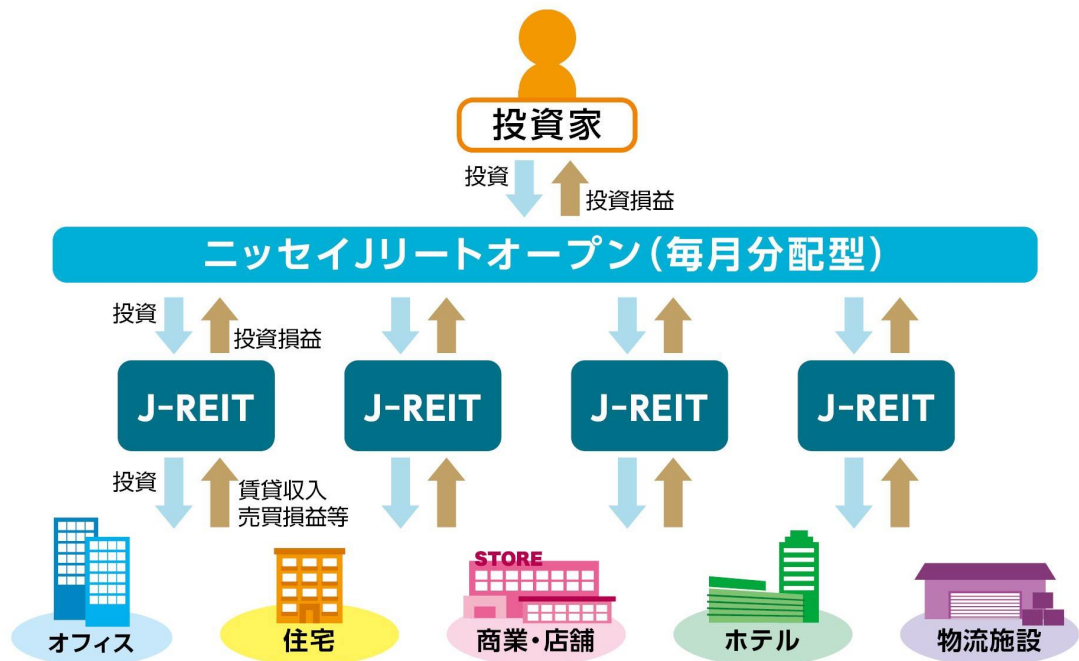 投資家
投資
投資損益
ニッセイJリートオープン（毎月分配型）
投資
投資損益
J-REIT
J-REIT
J-REIT
J-REIT
投資
賃貸収入
売買損益等
STORE
オフィス
住宅
商業・店舗
ホテル
物流施設